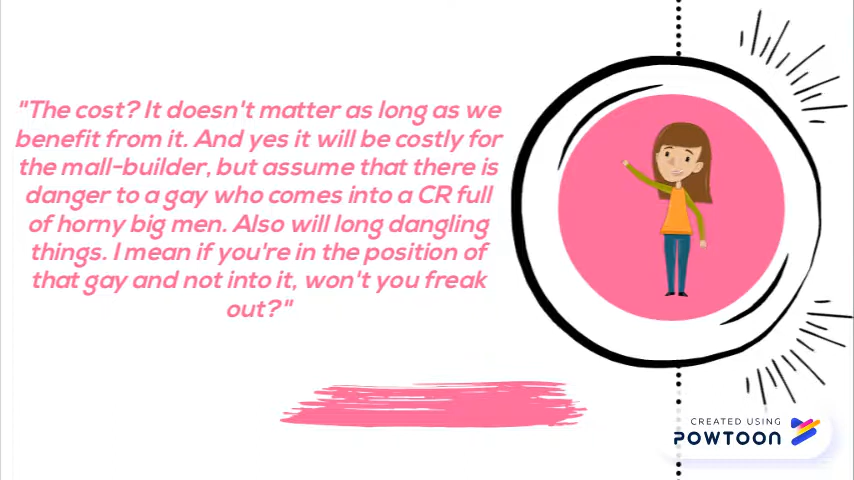 "The cost? It doesn't matter as long as we
benefit from it. And yes it will be costly for
the mall-builder, but assume that there is
danger to a gay who comes into a CR full
of horny big men. Also will long dangling
things. I mean if you're in the position of
that gay and not into it, won't you freak
out?"
CREATED USING
POWTOON